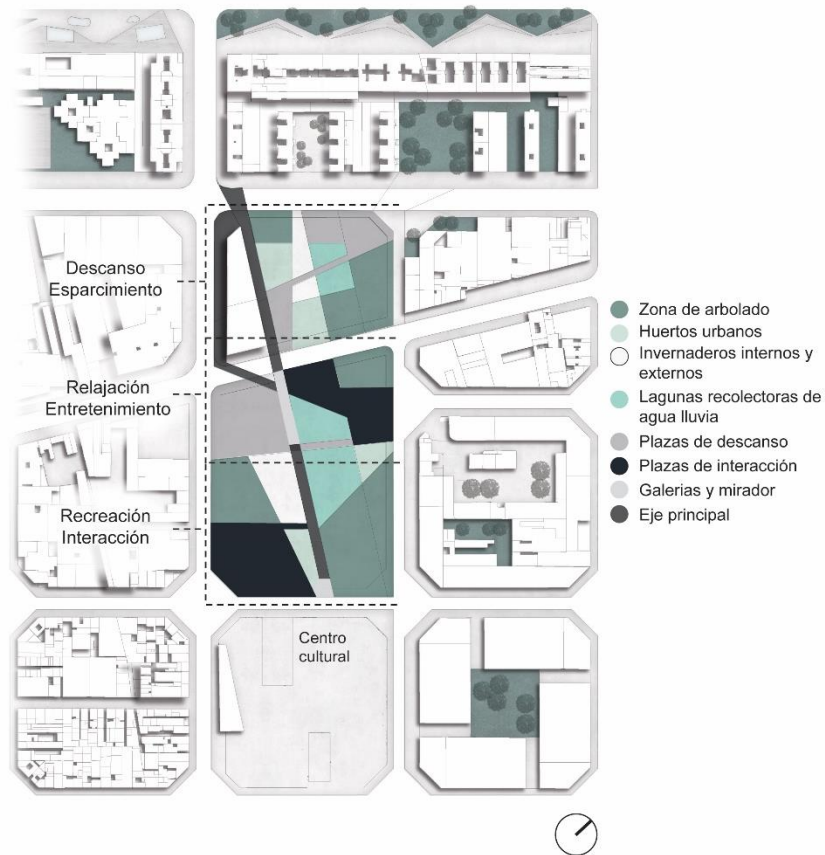 Descanso
Esparcimiento
Relajación
Entretenimiento
Recreación
Interacción
Centro
cultural
Zona de arbolado
Huertos urbanos
Invernaderos internos y
externos
Lagunas recolectoras de
agua lluvia
Plazas de descanso
Plazas de interacción
Galerias y mirador
Eje principal